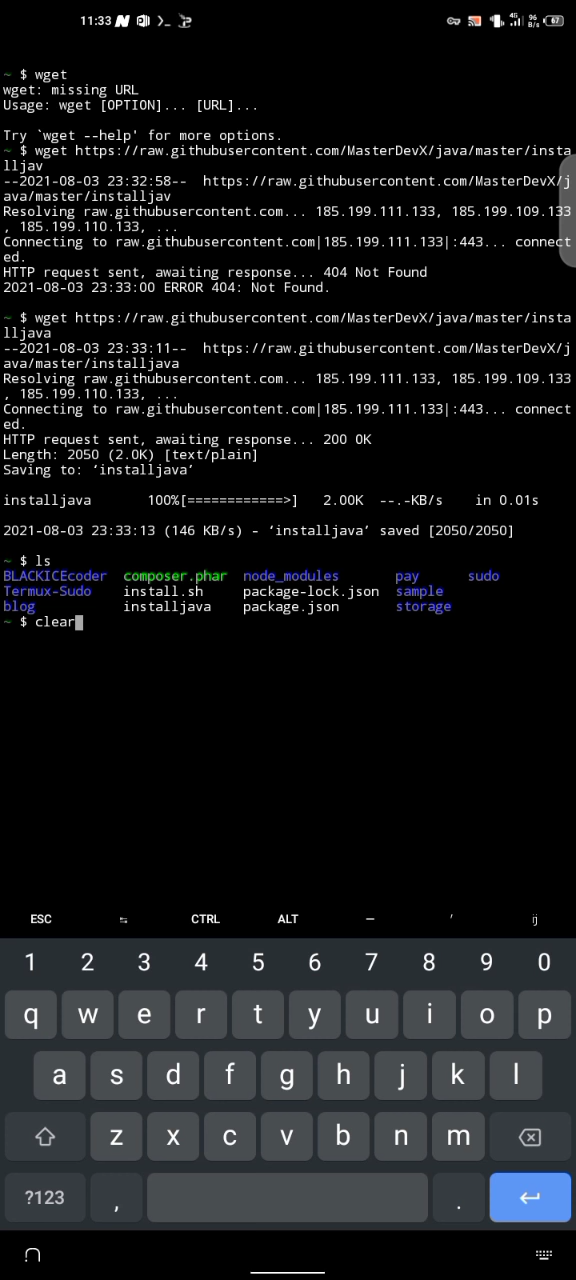 11:33
4G
96
B/s
67
~ $ wget
wget: missing URL
Usage: wget [OPTION]... [URL]...
Try `wget --help' for more options.
~ $ wget https://raw.githubusercontent.com/MasterDevX/java/master/insta
lljav
--2021-08-03 23:32:58--  https://raw.githubusercontent.com/MasterDevX/j
ava/master/installjav
Resolving raw.githubusercontent.com... 185.199.111.133, 185.199.109.133
, 185.199.110.133, ...
Connecting to raw.githubusercontent.com|185.199.111.133|:443... connect
ed.
HTTP request sent, awaiting response... 404 Not Found
2021-08-03 23:33:00 ERROR 404: Not Found.
~ $ wget https://raw.githubusercontent.com/MasterDevX/java/master/insta
lljava
--2021-08-03 23:33:11--  https://raw.githubusercontent.com/MasterDevX/j
ava/master/installjava
Resolving raw.githubusercontent.com... 185.199.111.133, 185.199.109.133
, 185.199.110.133, ...
Connecting to raw.githubusercontent.com|185.199.111.133|:443... connect
ed.
HTTP request sent, awaiting response... 200 OK
Length: 2050 (2.0K) [text/plain]
Saving to: ‘installjava’
installjava       100%[============>]   2.00K  --.-KB/s    in 0.01s
2021-08-03 23:33:13 (146 KB/s) - ‘installjava’ saved [2050/2050]
~ $ ls
BLACKICEcoder  composer.phar  node_modules       pay      sudo
Termux-Sudo    install.sh     package-lock.json  sample
blog           installjava    package.json       storage
~ $ clear
ESC CTRL ALT — ′
1 2 3 4 5 6 7 8 9 0
q w e r t y u i o p
a s d f g h j k l
z x c v b n m
?123 , .